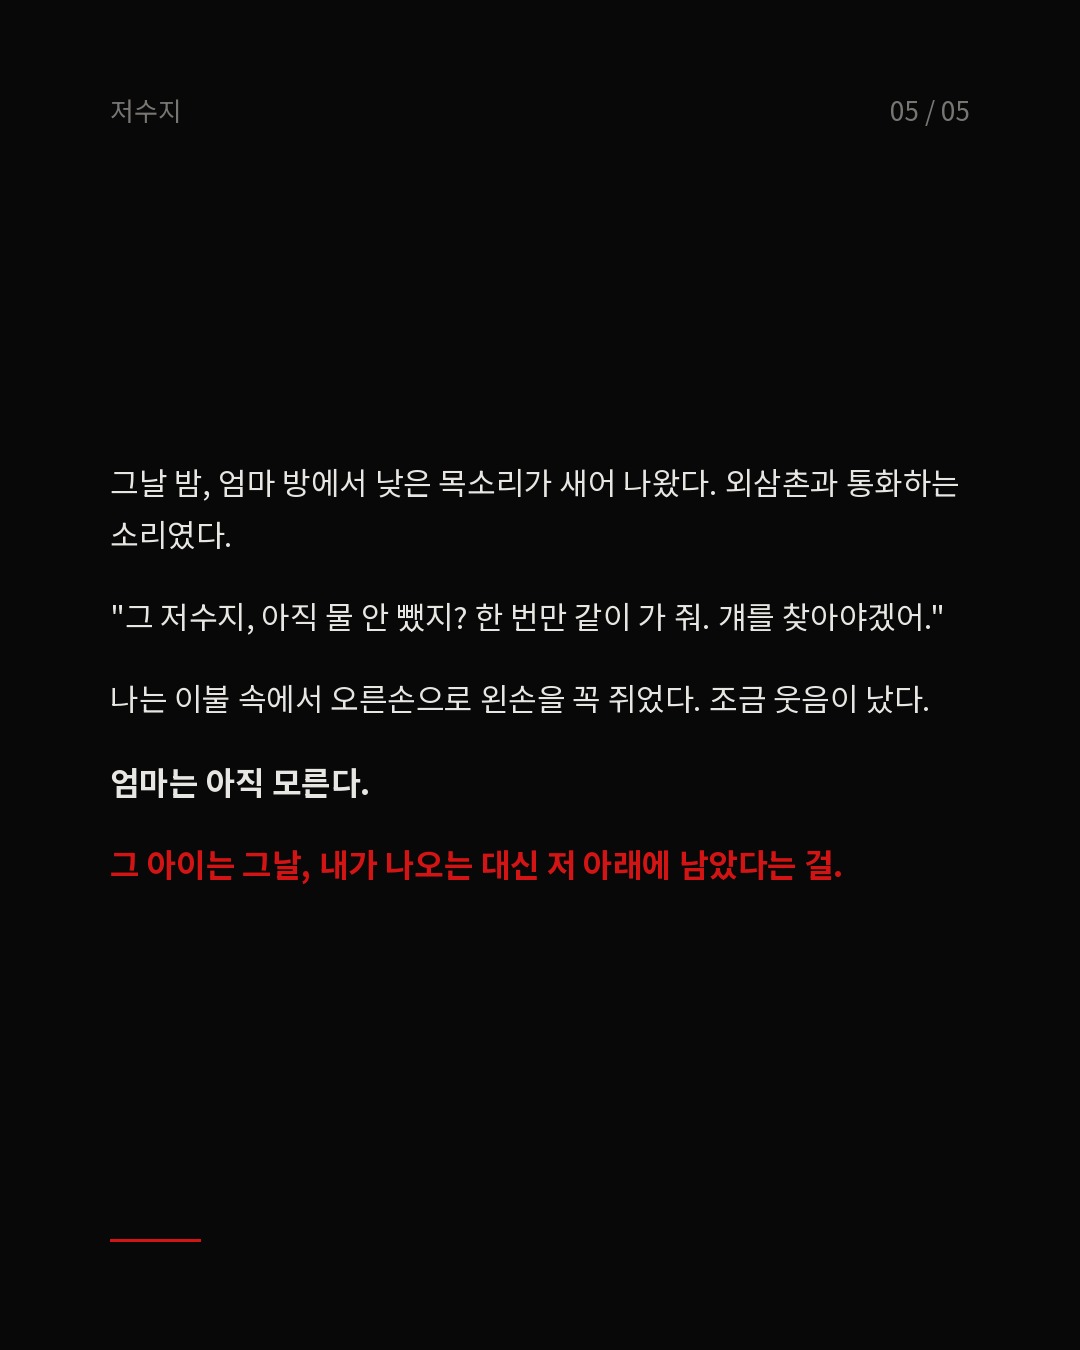 저수지
05 / 05
그날 밤, 엄마 방에서 낮은 목소리가 새어 나왔다. 외삼촌과 통화하는
소리였다.
"그 저수지, 아직 물 안 뺐지? 한 번만 같이 가 줘. 걔를 찾아야겠어."
나는 이불 속에서 오른손으로 왼손을 꼭 쥐었다. 조금 웃음이 났다.
엄마는 아직 모른다.
그 아이는 그날, 내가 나오는 대신 저 아래에 남았다는 걸.